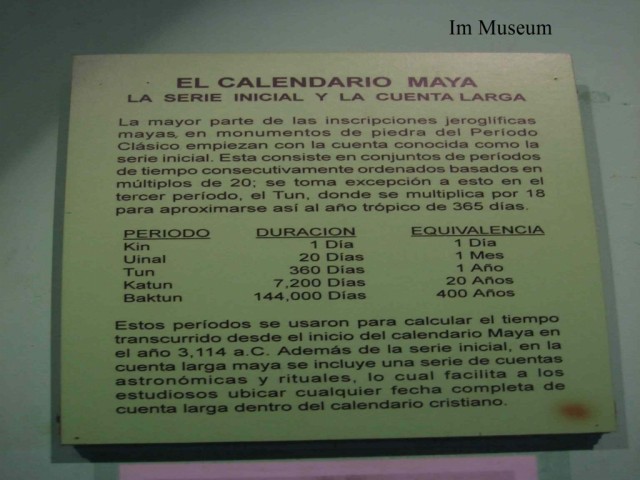 Im Museum
EL CALENDARIO MAYA
LA SERIE INICIAL Y LA CUENTA LARGA
La mayor parte de las inscripciones jeroglíficas
mayas, en monumentos de piedra del Período
Clásico empiezan con la cuenta conocida como la
serie inicial. Esta consiste en conjuntos de períodos
de tiempo consecutivamente ordenados basados en
múltiplos de 20; se toma excepción a esto en el
tercer período, el Tun, donde se multiplica por 18
para aproximarse así al año trópico de 365 días.
PERIODO DURACION EQUIVALENCIA
Kin 1 Día 1 Día
Uinal 20 Días 1 Mes
Tun 360 Días 1 Año
Katun 7,200 Días 20 Años
Baktun 144,000 Días 400 Años
Estos períodos se usaron para calcular el tiempo
transcurrido desde el inicio del calendario Maya en
el año 3,114 a.C. Además de la serie inicial, en la
cuenta larga maya se incluye una serie de cuentas
astronómicas y rituales, lo cual facilita a los
estudiosos ubicar cualquier fecha completa de
cuenta larga dentro del calendario cristiano.